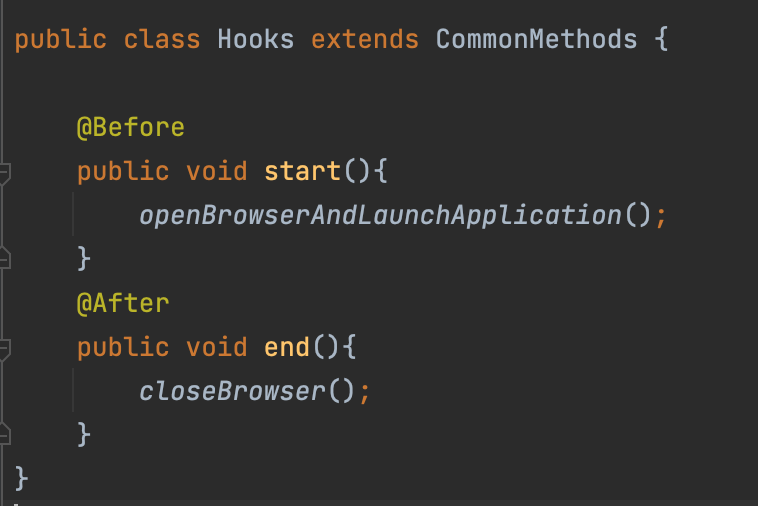 public class Hooks extends CommonMethods {
@Before
public void start(){
openBrowserAndLaunchApplication();
}
@After
public void end(){
closeBrowser();
}
}